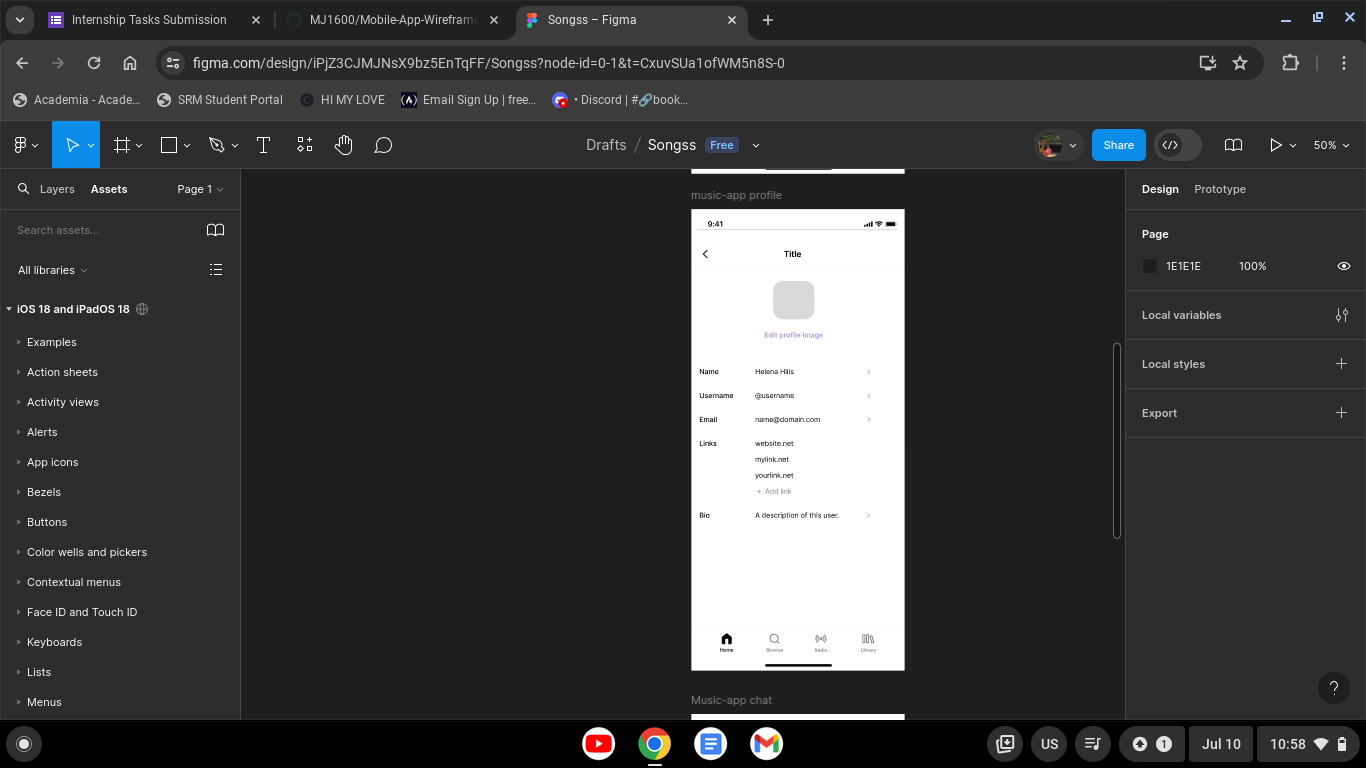 Internship Tasks Submission
MJ1600/Mobile-App-Wirefram
Songss – Figma
figma.com/design/iPjZ3CJMJNsX9bz5EnTqFF/Songss?node-id=0-1&t=CxuvSUa1ofWM5n8S-0
Academia - Acade...
SRM Student Portal
HI MY LOVE
Email Sign Up | free...
• Discord | #🔗book...
Drafts / Songss Free
Share
50%
Layers
Assets
Page 1
Search assets...
All libraries
iOS 18 and iPadOS 18
Examples
Action sheets
Activity views
Alerts
App icons
Bezels
Buttons
Color wells and pickers
Contextual menus
Face ID and Touch ID
Keyboards
Lists
Menus
music-app profile
9:41
Title
Edit profile image
Name Helena Hills
Username @username
Email name@domain.com
Links website.net
mylink.net
yourlink.net
+ Add link
Bio A description of this user.
Home Browse Radio Library
Music-app chat
Design Prototype
Page
1E1E1E 100%
Local variables
Local styles
Export
?
US
1
Jul 10
10:58